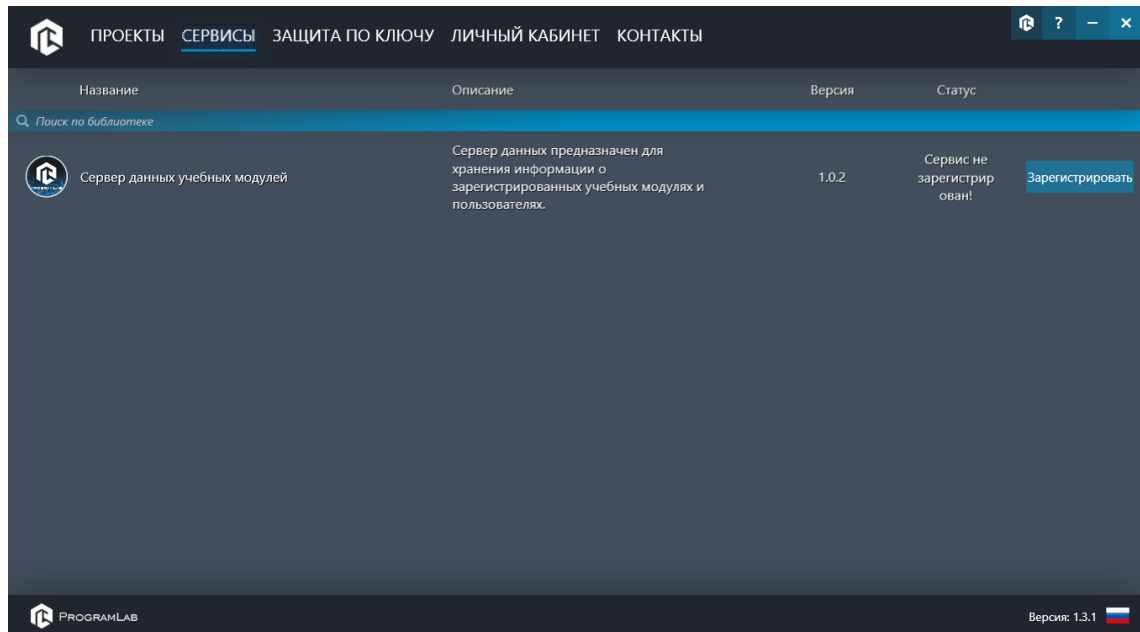 ПРОЕКТЫ СЕРВИСЫ ЗАЩИТА ПО КЛЮЧУ ЛИЧНЫЙ КАБИНЕТ КОНТАКТЫ ? − ×
Название Описание Версия Статус
Поиск по библиотеке
Сервер данных учебных модулей
Сервер данных предназначен для
хранения информации о
зарегистрированных учебных модулях и
пользователях.
1.0.2
Сервис не
зарегистрир
ован!
Зарегистрировать
PROGRAMLAB
Версия: 1.3.1